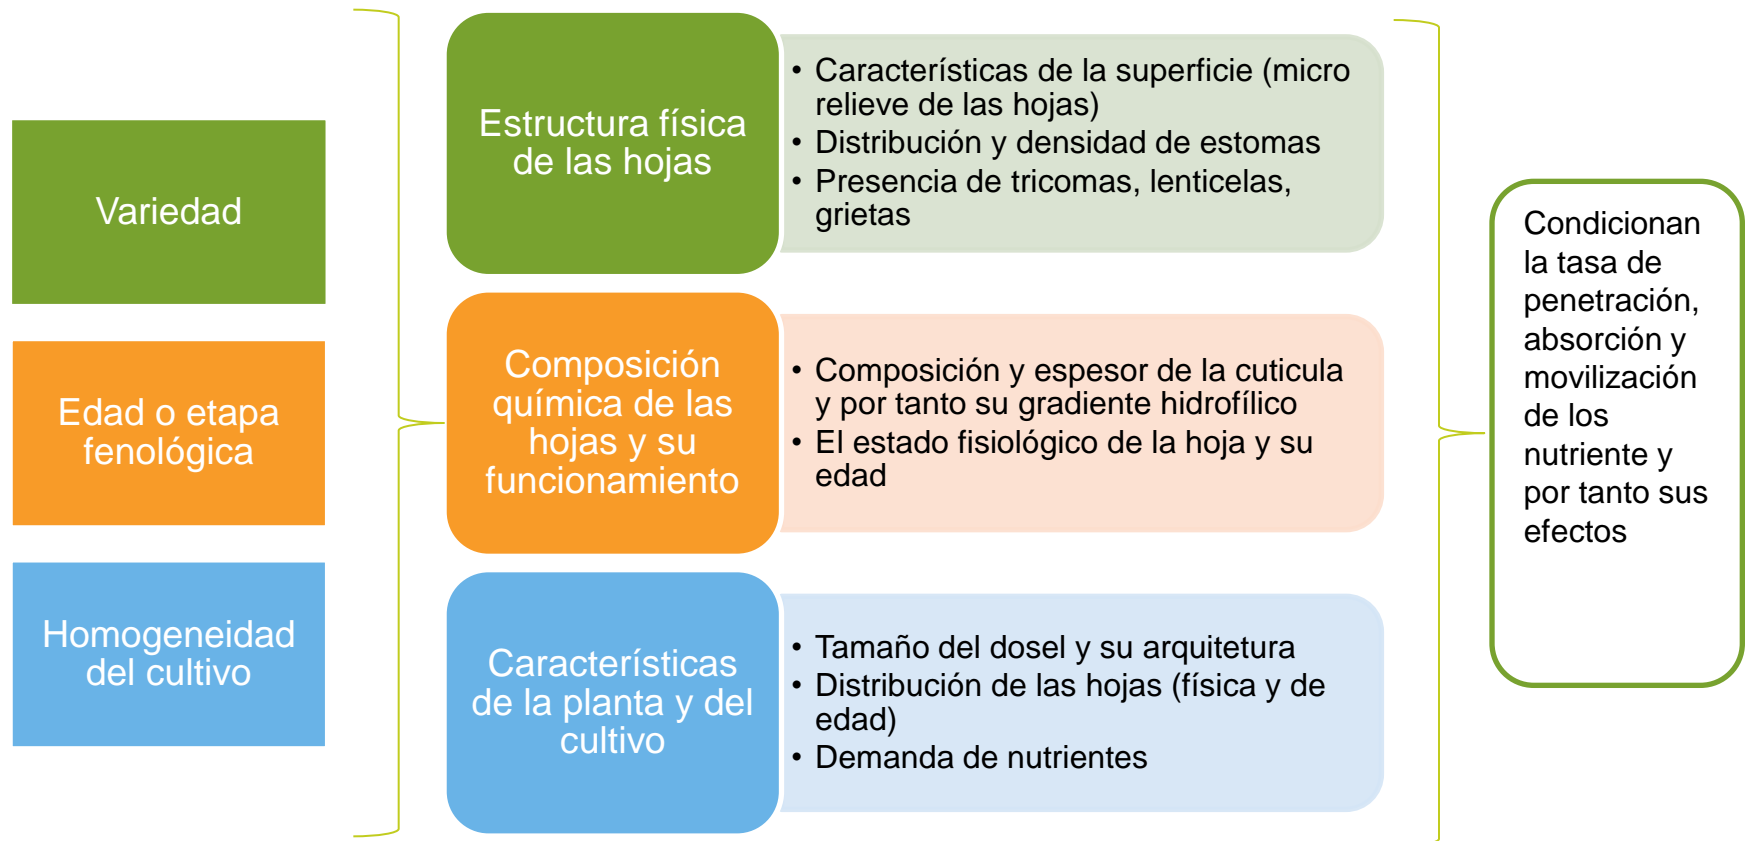 Variedad
Edad o etapa
fenológica
Homogeneidad
del cultivo
Estructura física
de las hojas
• Características de la superficie (micro
relieve de las hojas)
• Distribución y densidad de estomas
• Presencia de tricomas, lenticelas,
grietas
Composición
química de las
hojas y su
funcionamiento
• Composición y espesor de la cuticula
y por tanto su gradiente hidrofílico
• El estado fisiológico de la hoja y su
edad
Características
de la planta y del
cultivo
• Tamaño del dosel y su arquitetura
• Distribución de las hojas (física y de
edad)
• Demanda de nutrientes
Condicionan
la tasa de
penetración,
absorción y
movilización
de los
nutriente y
por tanto sus
efectos